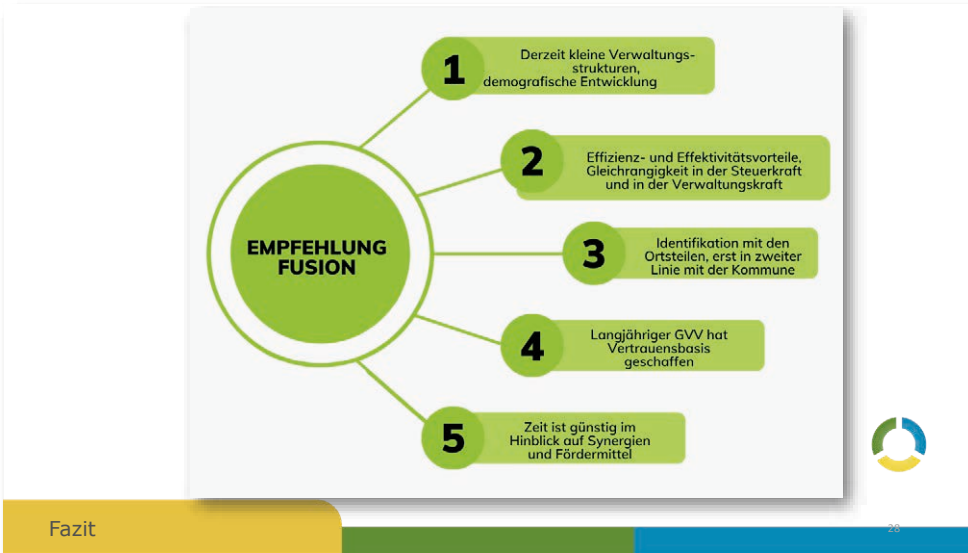 1
Derzeit kleine Verwaltungs-
strukturen,
demografische Entwicklung
2
Effizienz- und Effektivitätsvorteile,
Gleichrangigkeit in der Steuerkraft
und in der Verwaltungskraft
EMPFEHLUNG
FUSION
3
Identifikation mit den
Ortsteilen, erst in zweiter
Linie mit der Kommune
4
Langjähriger GVV hat
Vertrauensbasis
geschaffen
5
Zeit ist günstig im
Hinblick auf Synergien
und Fördermittel
Fazit